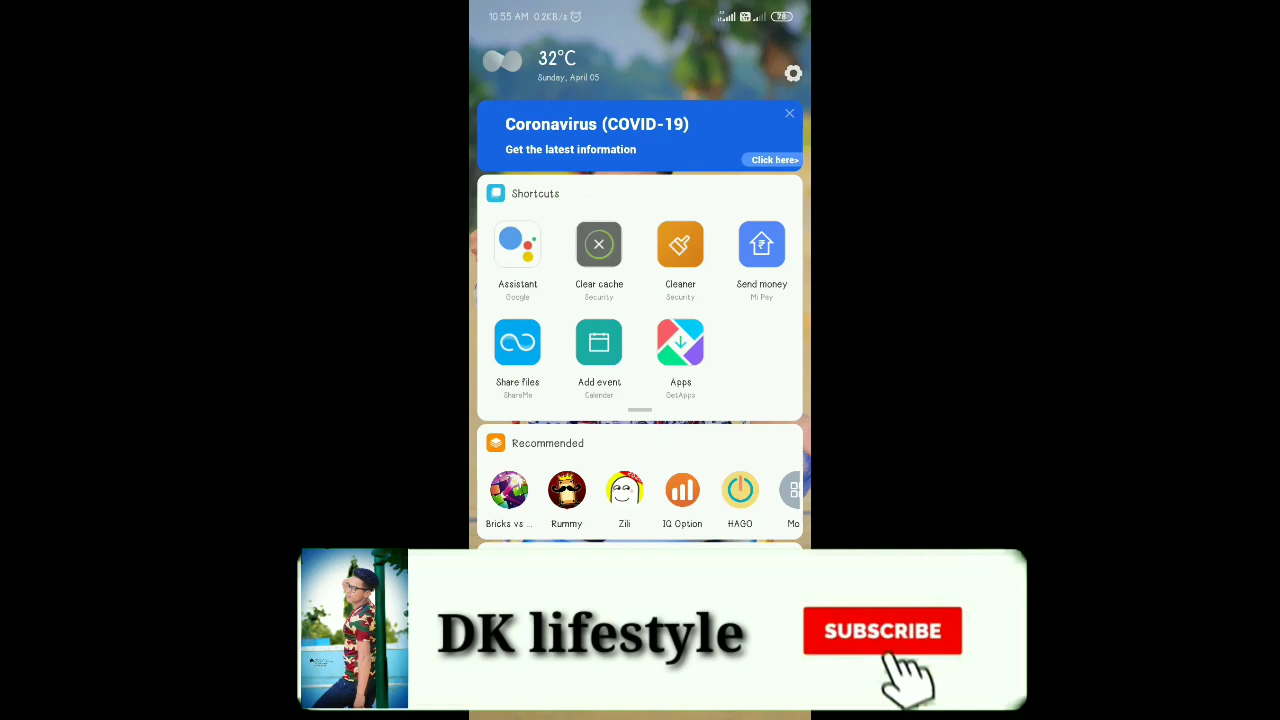 10:55 AM 0.2KB/s
78
32°C
Sunday, April 05
Coronavirus (COVID-19)
Get the latest information
Click here>
Shortcuts
Assistant Clear cache Cleaner Send money
Google Security Security Mi Pay
₹
Share files Add event Apps
ShareMe Calendar GetApps
Recommended
Bricks vs ... Rummy Zili IQ Option HAGO Mo
DK lifestyle
SUBSCRIBE